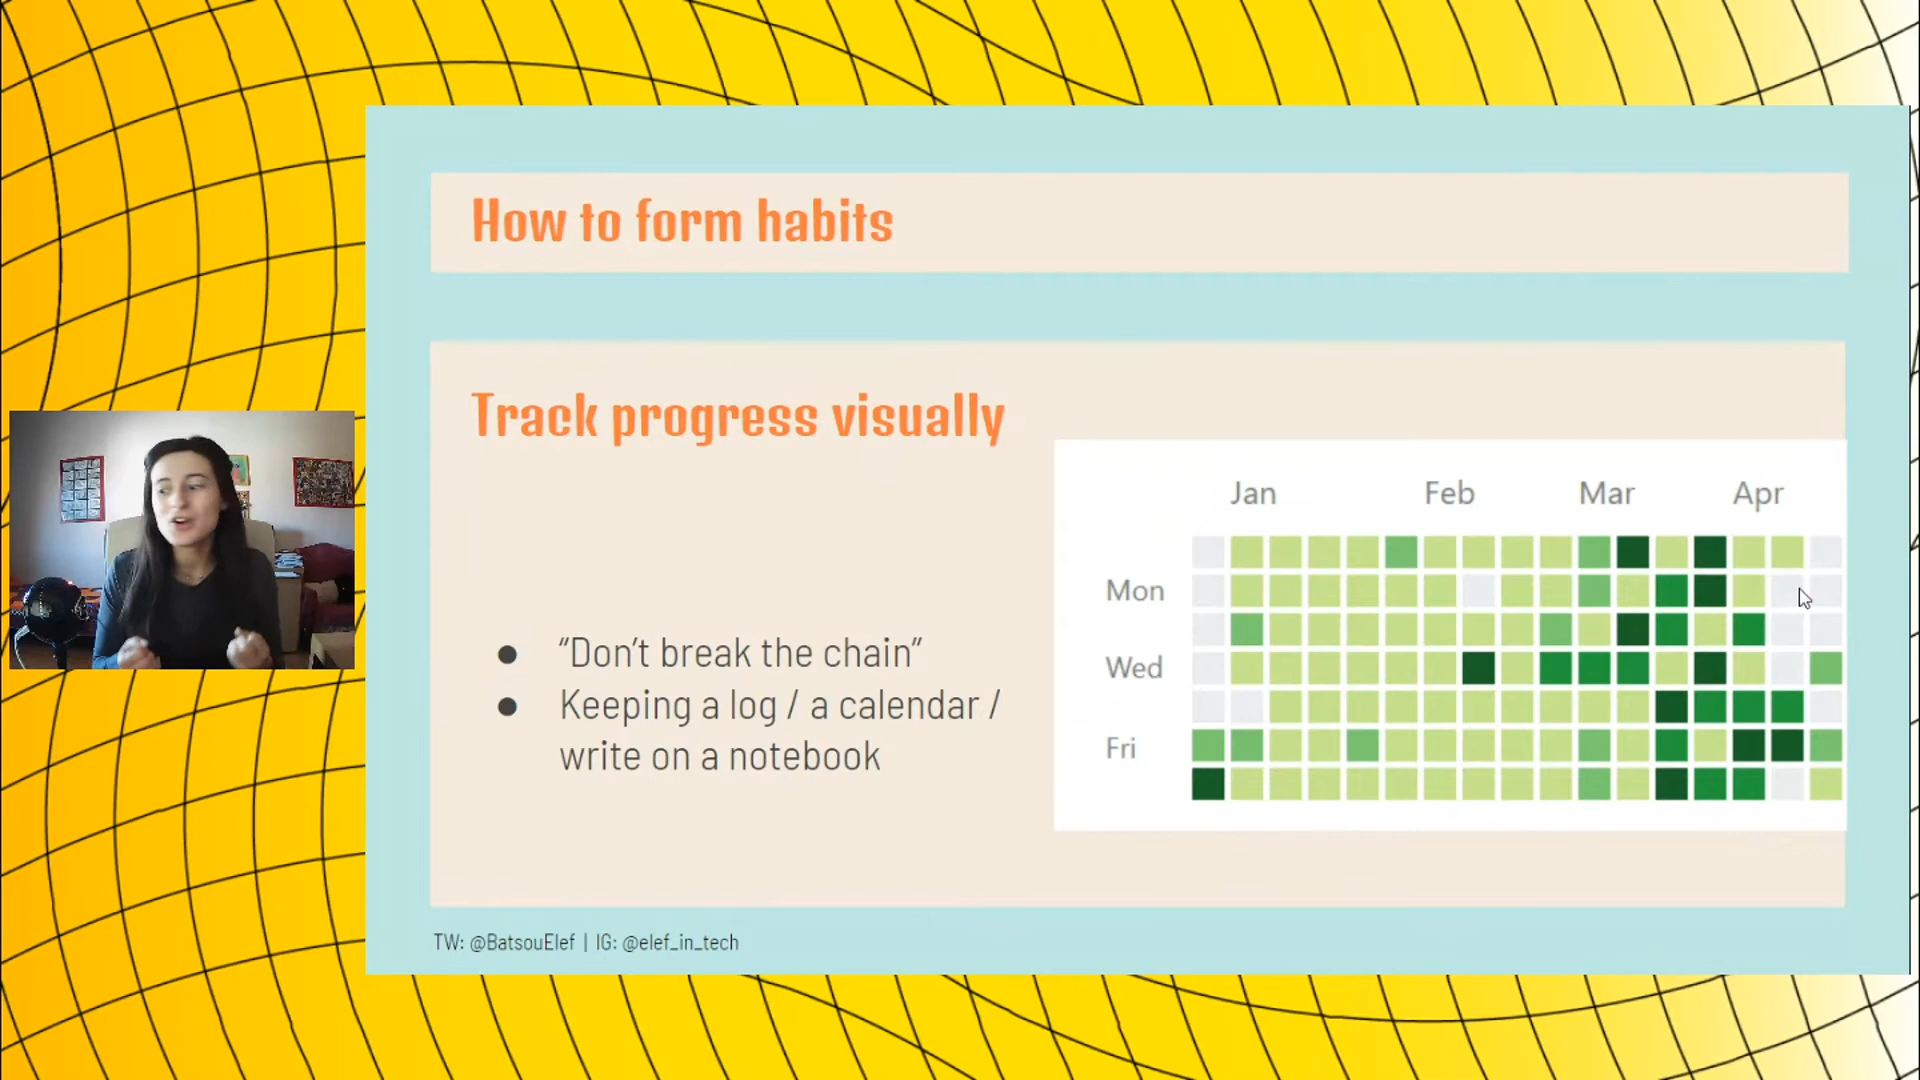 How to form habits
Track progress visually
● “Don’t break the chain”
● Keeping a log / a calendar /
write on a notebook
Jan Feb Mar Apr
Mon
Wed
Fri
TW: @BatsouElef | IG: @elef_in_tech